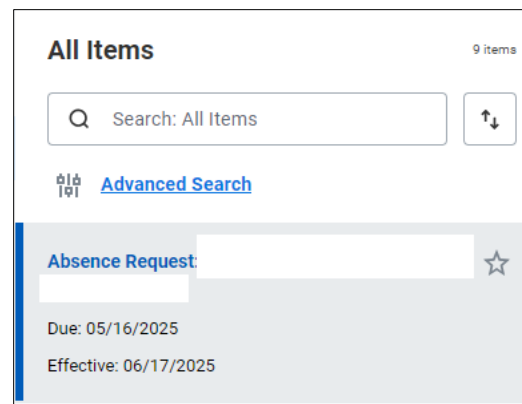 All Items
9 items
Search: All Items
Advanced Search
Absence Request:
Due: 05/16/2025
Effective: 06/17/2025